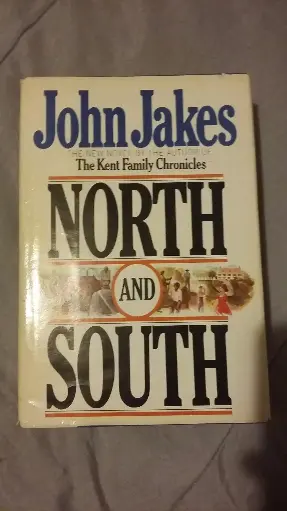 John Jakes
THE NEW NOVEL BY THE AUTHOR OF
The Kent Family Chronicles
NORTH
AND
SOUTH